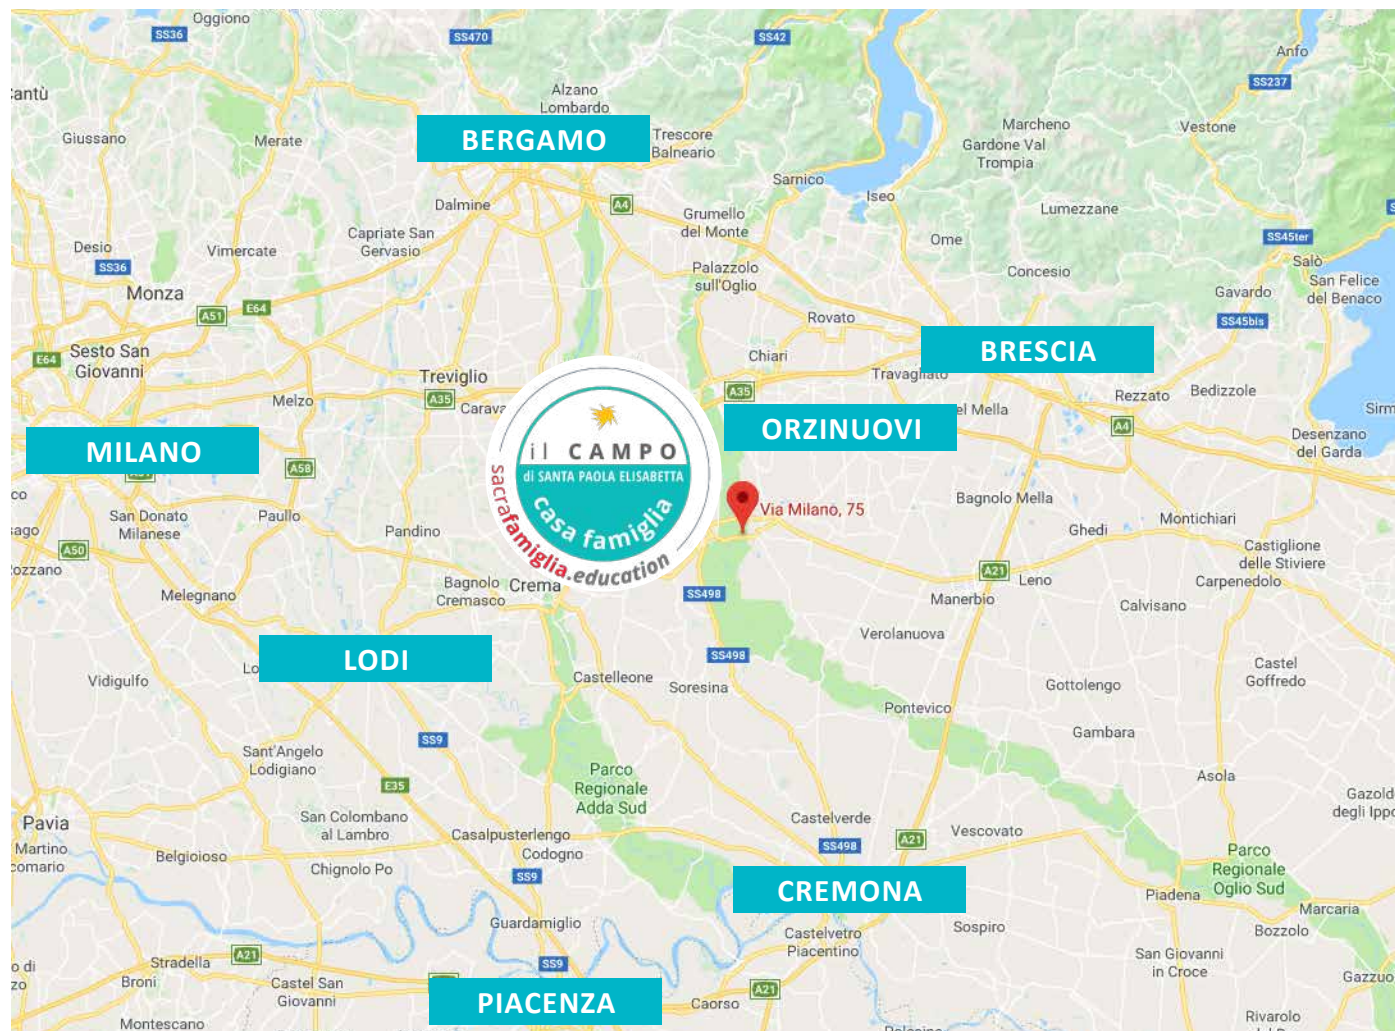 Oggiono
SS36
SS470
SS42
Anfo
SS237
Alzano
Lombardo
Giussano
Merate
BERGAMO
Trescore
Balneario
Marcheno
Gardone Val
Trompia
Vestone
Sarnico
Iseo
Dalmine
A4
Grumello
del Monte
Lumezzane
Capriate San
Gervasio
Desio
Vimercate
Ome
SS45ter
SS36
Palazzolo
sull'Oglio
Concesio
Salò
San Felice
del Benaco
Monza
Gavardo
A51
E64
Rovato
SS45bis
E64
Sesto San
Giovanni
BRESCIA
Chiari
Treviglio
Travagliato
A35
A35
Melzo
Rezzato
Bedizzole
il CAMPO
di SANTA PAOLA ELISABETTA
casa famiglia
sacrafamiglia.education
ORZINUOVI
A4
Desenzano
del Garda
MILANO
A58
San Donato
Milanese
Paullo
Pandino
Via Milano, 75
Bagnolo Mella
Ghedi
Montichiari
A50
Castiglione
delle Stiviere
Carpenedolo
Melegnano
Bagnolo
Cremasco
Crema
SS498
A21
Leno
Manerbio
Calvisano
Verolanuova
LODI
SS498
Vidigulfo
Castelleone
Soresina
Castel
Goffredo
Gottolengo
Pontevico
Gambara
SS9
Sant'Angelo
Lodigiano
Parco
Regionale
Adda Sud
E35
Asola
San Colombano
al Lambro
Pavia
Casalpusterlengo
Codogno
Castelverde
A21
Vescovato
SS498
Belgioioso
Chignolo Po
SS9
CREMONA
Parco
Regionale
Oglio Sud
Piadena
Marcaria
Guardamiglio
Castelvetro
Piacentino
Sospiro
Bozzolo
Stradella
A21
SS9
San Giovanni
in Croce
Broni
Castel San
Giovanni
PIACENZA
Caorso
A21
Montescano
Rivarolo